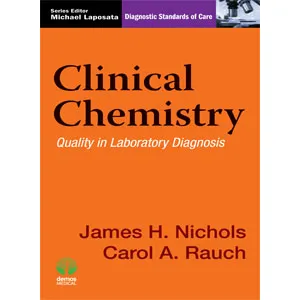 Series Editor
Michael Laposata
Diagnostic Standards of Care
Clinical
Chemistry
Quality in Laboratory Diagnosis
James H. Nichols
Carol A. Rauch
demos
MEDICAL